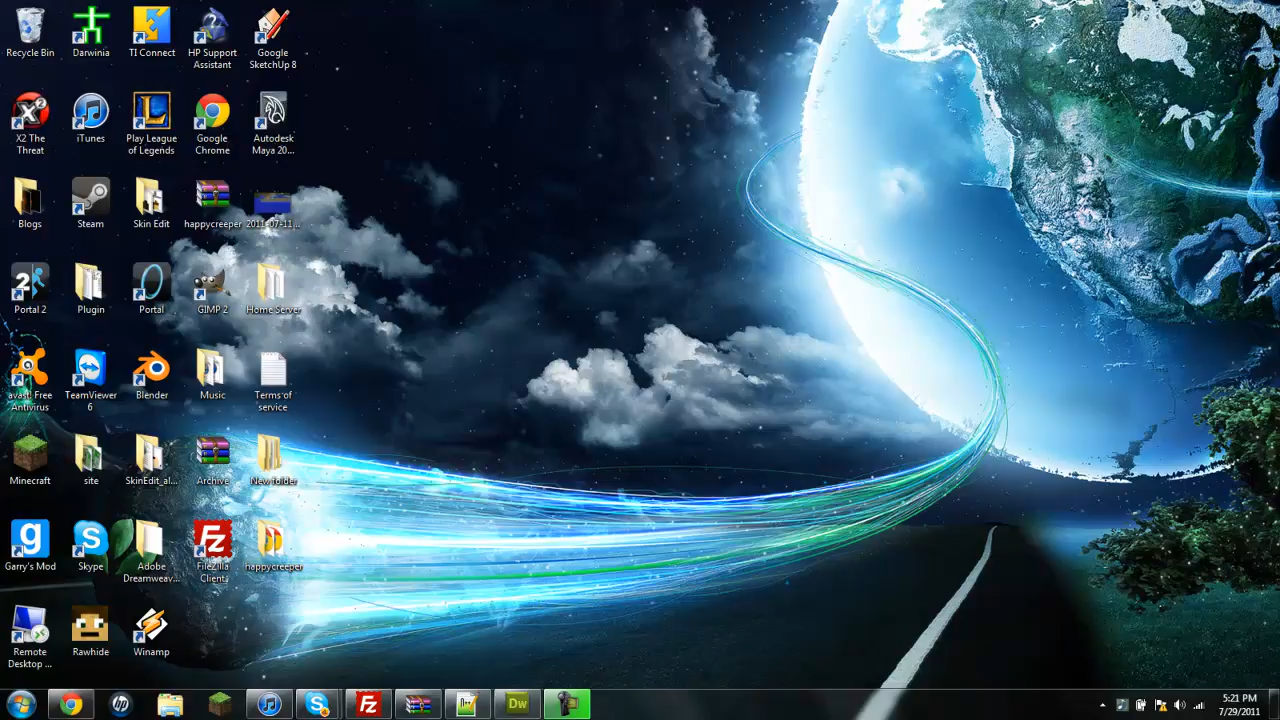 Recycle Bin
Darwinia
TI Connect
HP Support
Assistant
Google
SketchUp 8
X2 The
Threat
iTunes
Play League
of Legends
Google
Chrome
Autodesk
Maya 20...
Blogs
Steam
Skin Edit
happycreeper
2011-07-11...
Portal 2
Plugin
Portal
GIMP 2
Home Server
avast! Free
Antivirus
TeamViewer
6
Blender
Music
Terms of
service
Minecraft
site
SkinEdit_al...
Archive
New folder
Garry's Mod
Skype
Adobe
Dreamweav...
FileZilla
Client
happycreeper
Remote
Desktop ...
Rawhide
Winamp
Dw
5:21 PM
7/29/2011